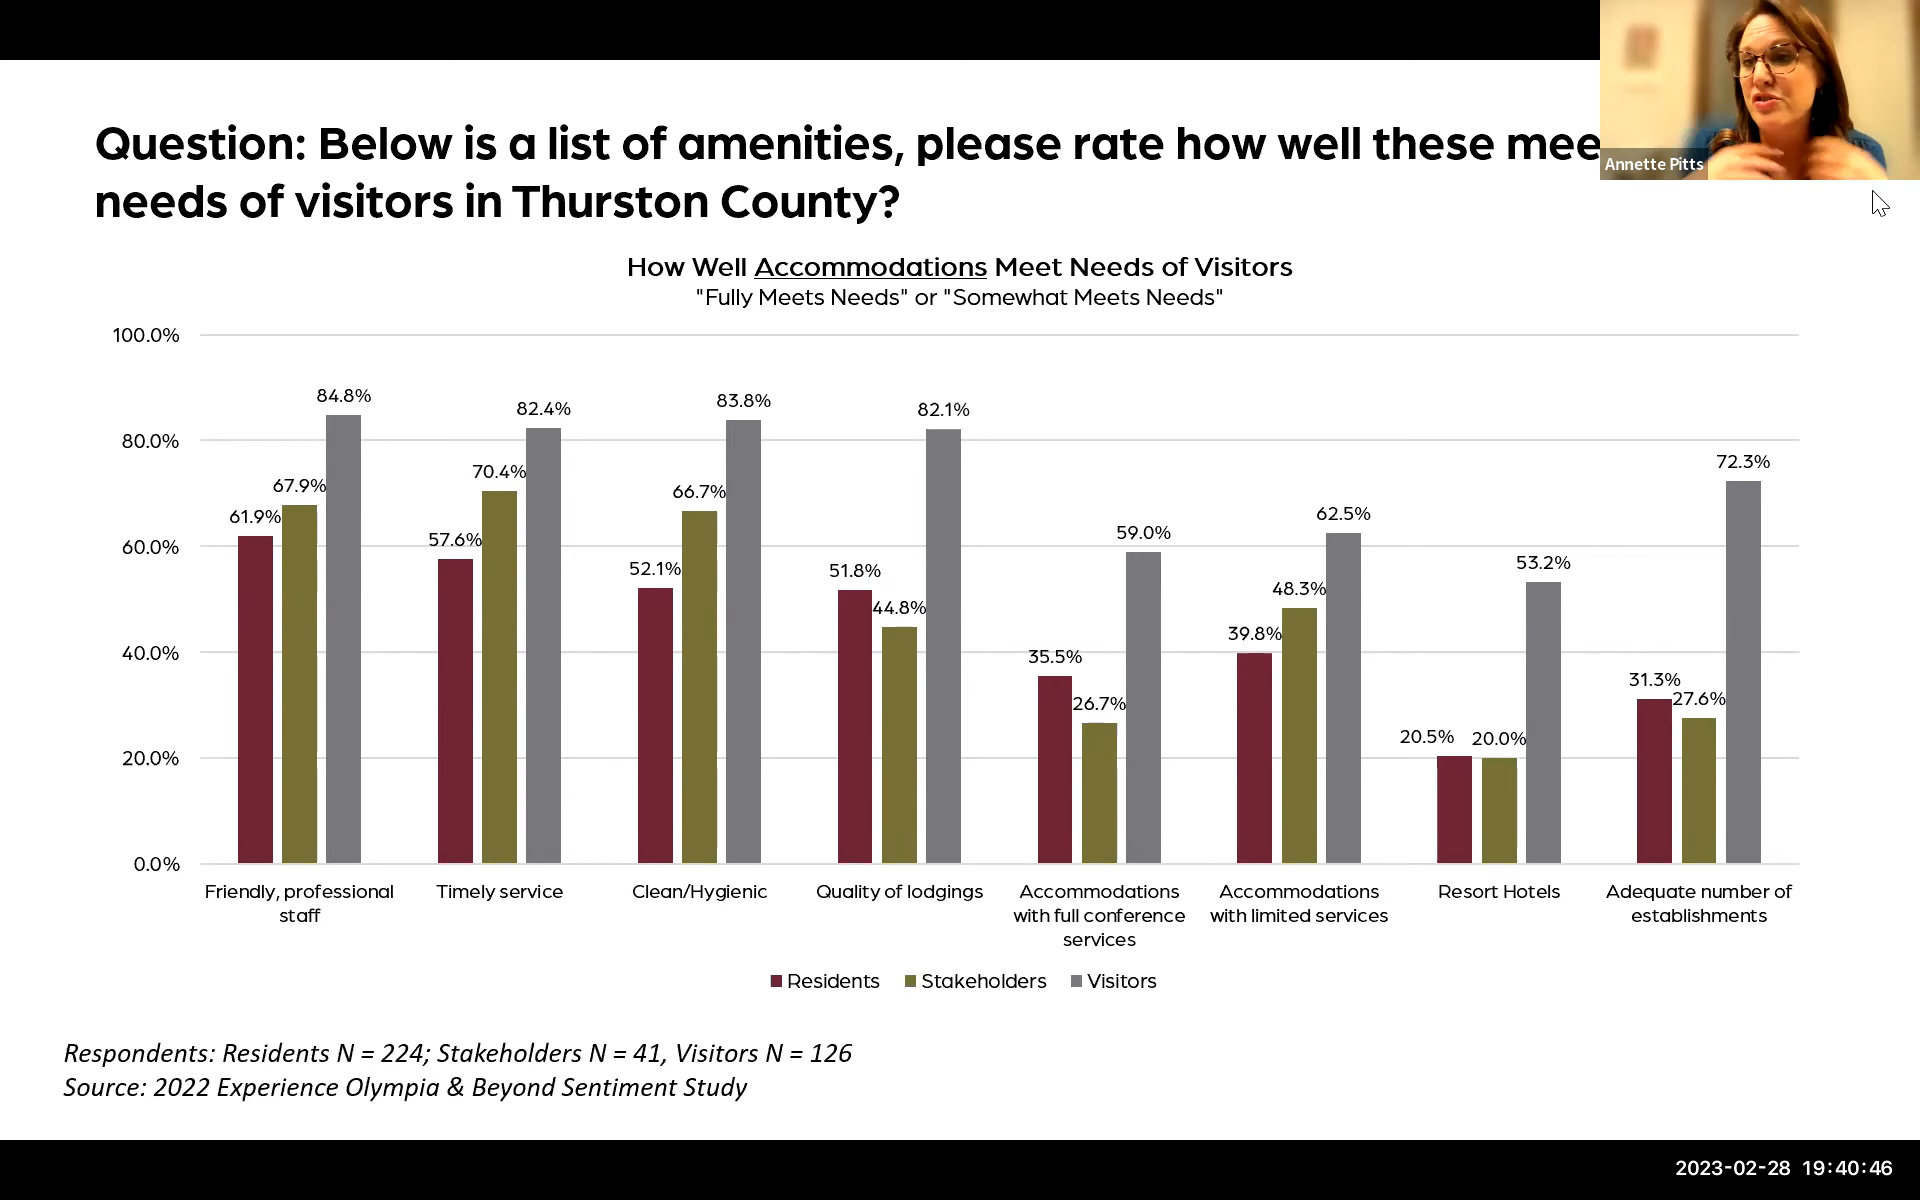 Question: Below is a list of amenities, please rate how well these mee
needs of visitors in Thurston County?
Annette Pitts
How Well Accommodations Meet Needs of Visitors
"Fully Meets Needs" or "Somewhat Meets Needs"
100.0%
80.0%
60.0%
40.0%
20.0%
0.0%
61.9%
67.9%
84.8%
57.6%
70.4%
82.4%
52.1%
66.7%
83.8%
51.8%
44.8%
82.1%
35.5%
26.7%
59.0%
39.8%
48.3%
62.5%
20.5%
20.0%
53.2%
31.3%
27.6%
72.3%
Friendly, professional
staff
Timely service
Clean/Hygienic
Quality of lodgings
Accommodations
with full conference
services
Accommodations
with limited services
Resort Hotels
Adequate number of
establishments
Residents
Stakeholders
Visitors
Respondents: Residents N = 224; Stakeholders N = 41, Visitors N = 126
Source: 2022 Experience Olympia & Beyond Sentiment Study
2023-02-28 19:40:46